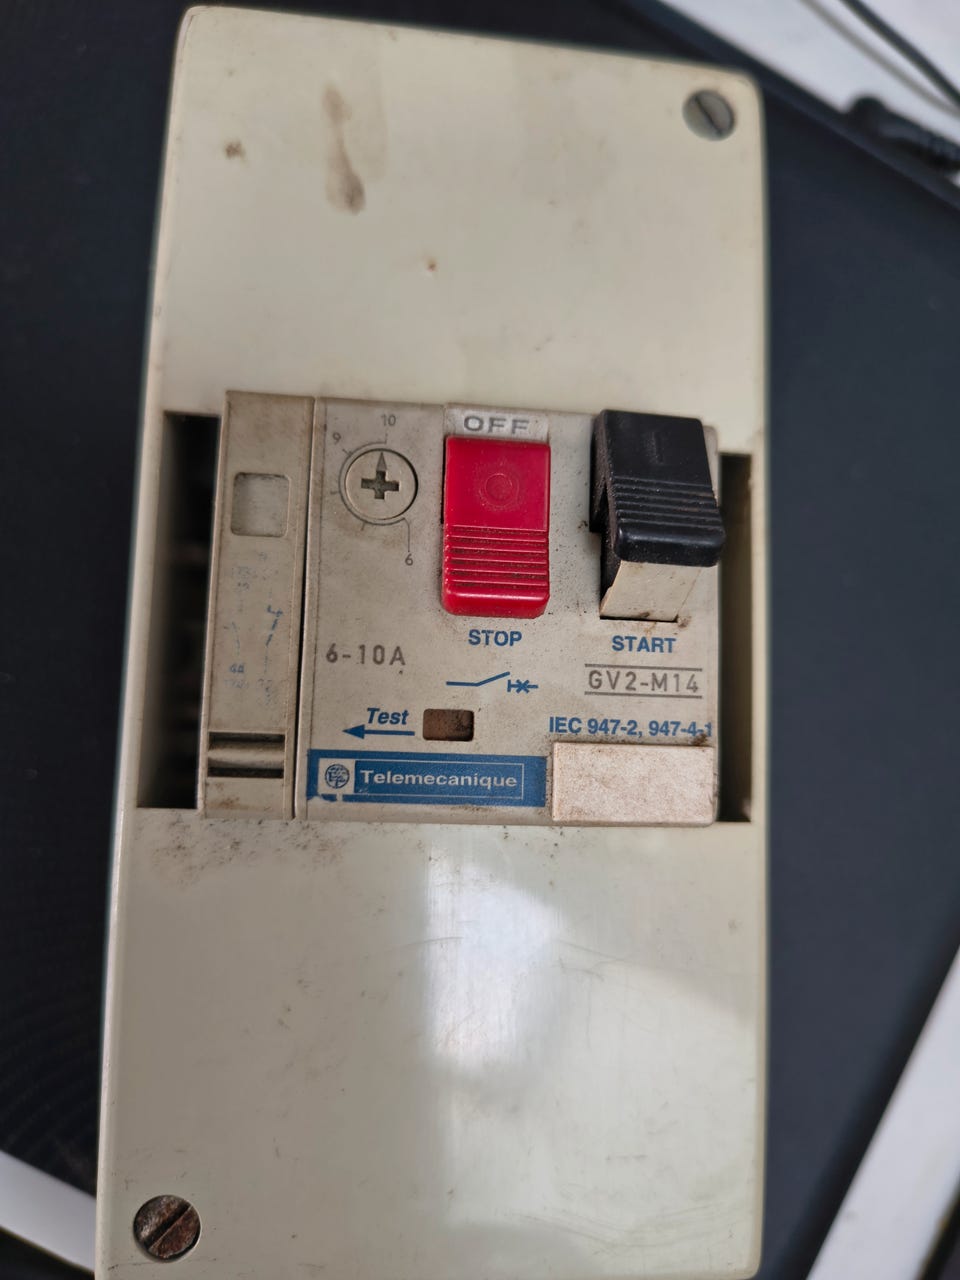 10
9
6
OFF
STOP
START
6-10A
GV2-M14
Test
IEC 947-2, 947-4-1
Telemecanique